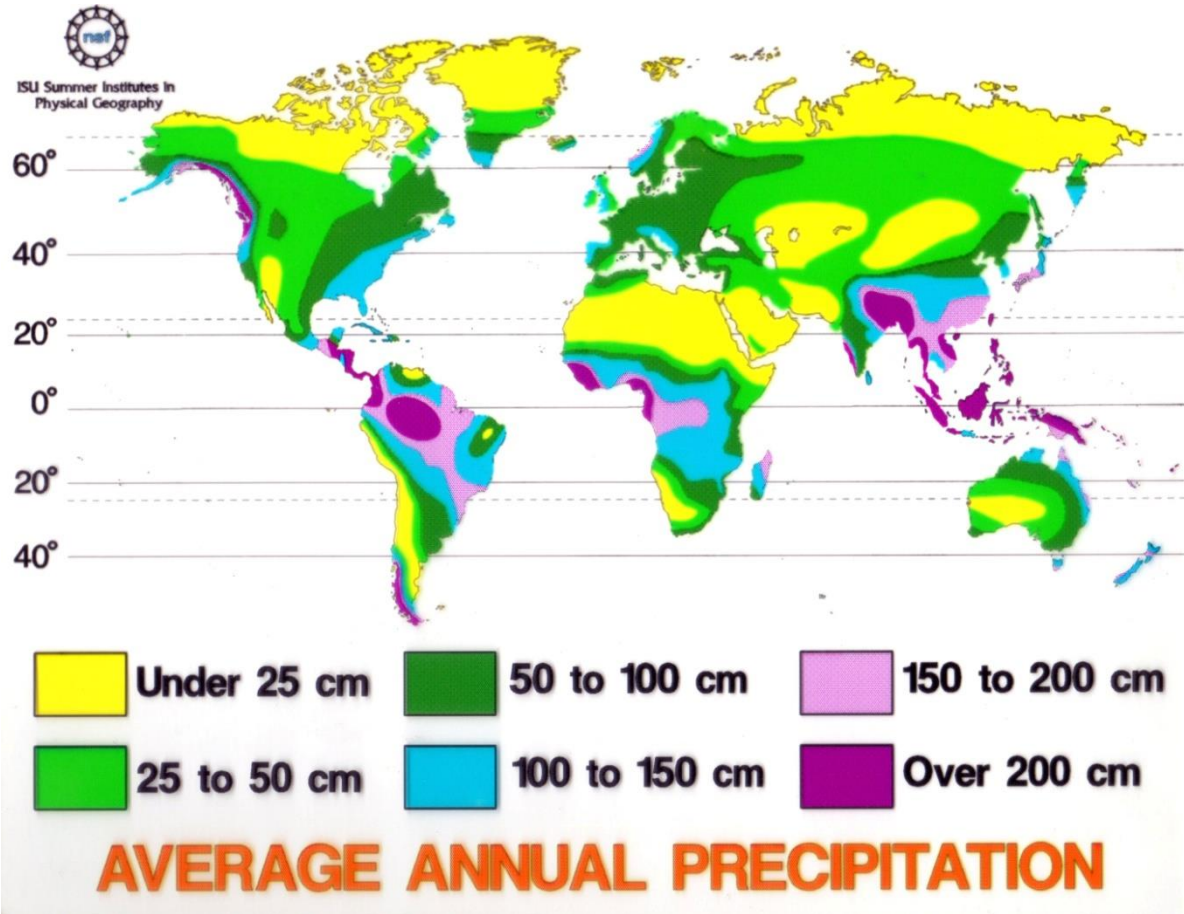 nsf
ISU Summer Institutes in
Physical Geography
60°
40°
20°
0°
20°
40°
Under 25 cm
50 to 100 cm
150 to 200 cm
25 to 50 cm
100 to 150 cm
Over 200 cm
AVERAGE ANNUAL PRECIPITATION